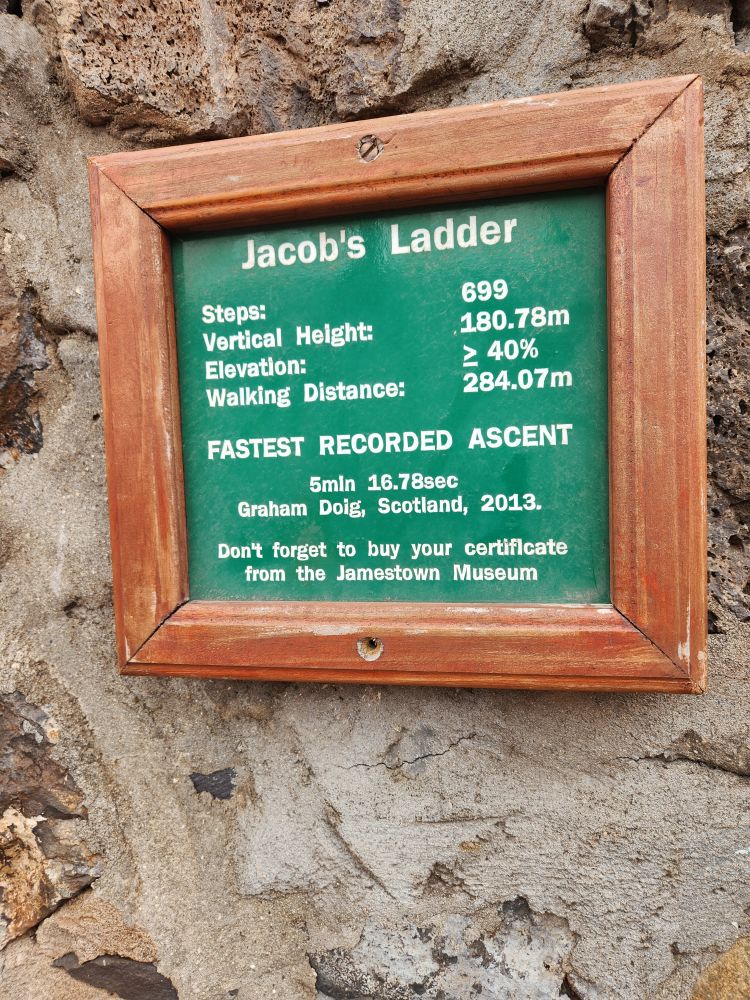 Jacob's Ladder
Steps: 699
Vertical Height: 180.78m
Elevation: ≥ 40%
Walking Distance: 284.07m
FASTEST RECORDED ASCENT
5min 16.78sec
Graham Doig, Scotland, 2013.
Don't forget to buy your certificate
from the Jamestown Museum